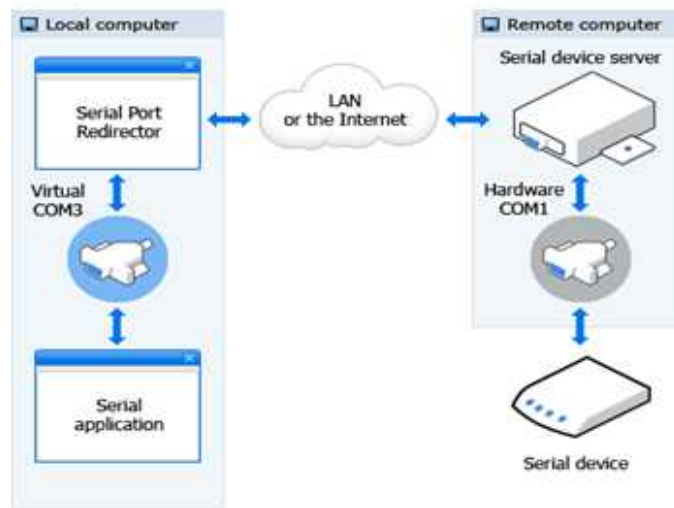 Local computer
Serial Port
Redirector
Virtual
COM3
Serial
application
LAN
or the Internet
Remote computer
Serial device server
Hardware
COM1
Serial device